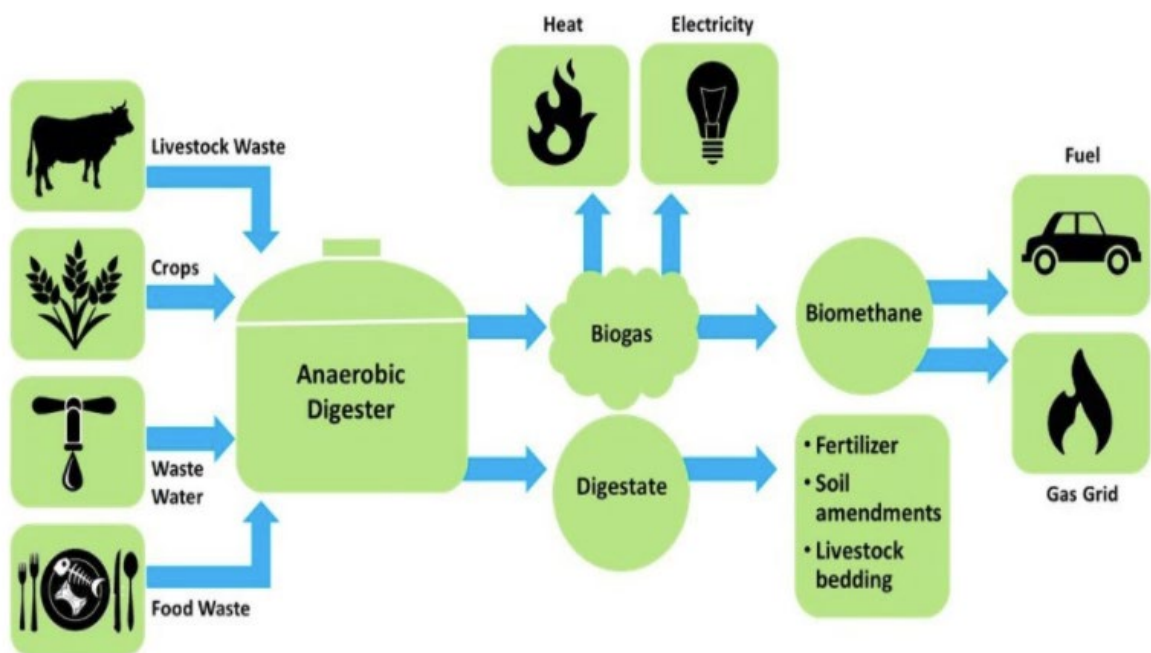 Heat
Electricity
Livestock Waste
Crops
Waste
Water
Food Waste
Anaerobic
Digester
Biogas
Digestate
Biomethane
• Fertilizer
• Soil
amendments
• Livestock
bedding
Fuel
Gas Grid